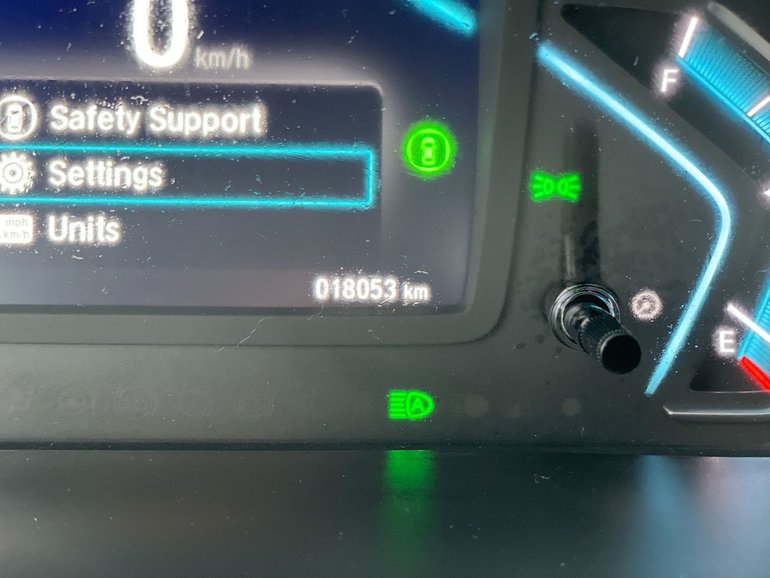 0 km/h
Safety Support
Settings
mph
km/h
Units
018053 km
F
E
A